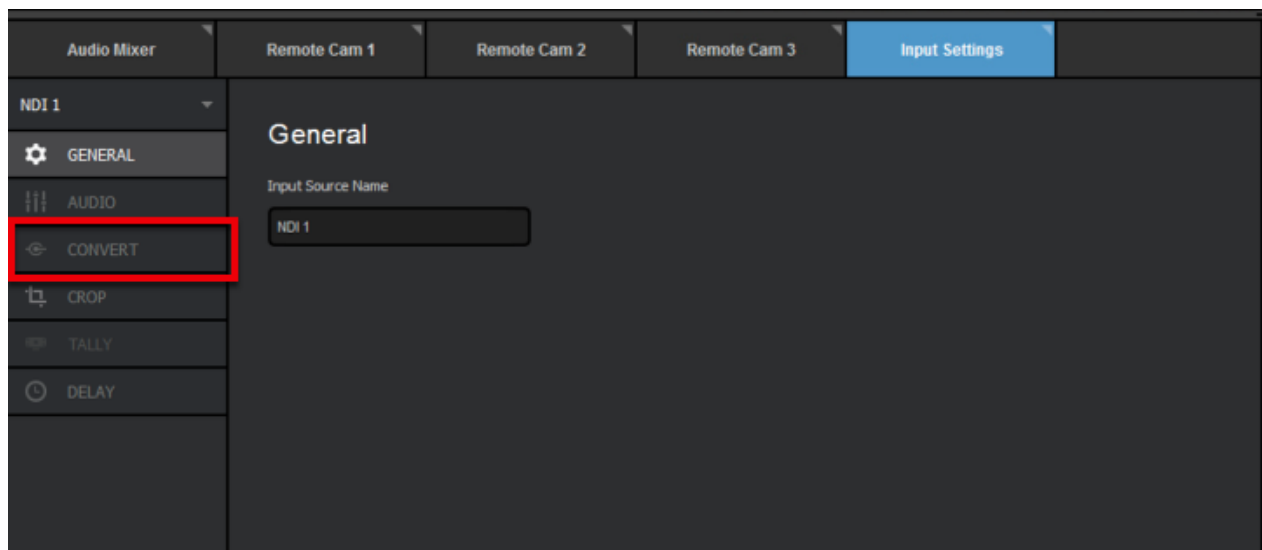 Audio Mixer
Remote Cam 1
Remote Cam 2
Remote Cam 3
Input Settings
NDI 1
GENERAL
AUDIO
CONVERT
CROP
TALLY
DELAY
General
Input Source Name
NDI 1